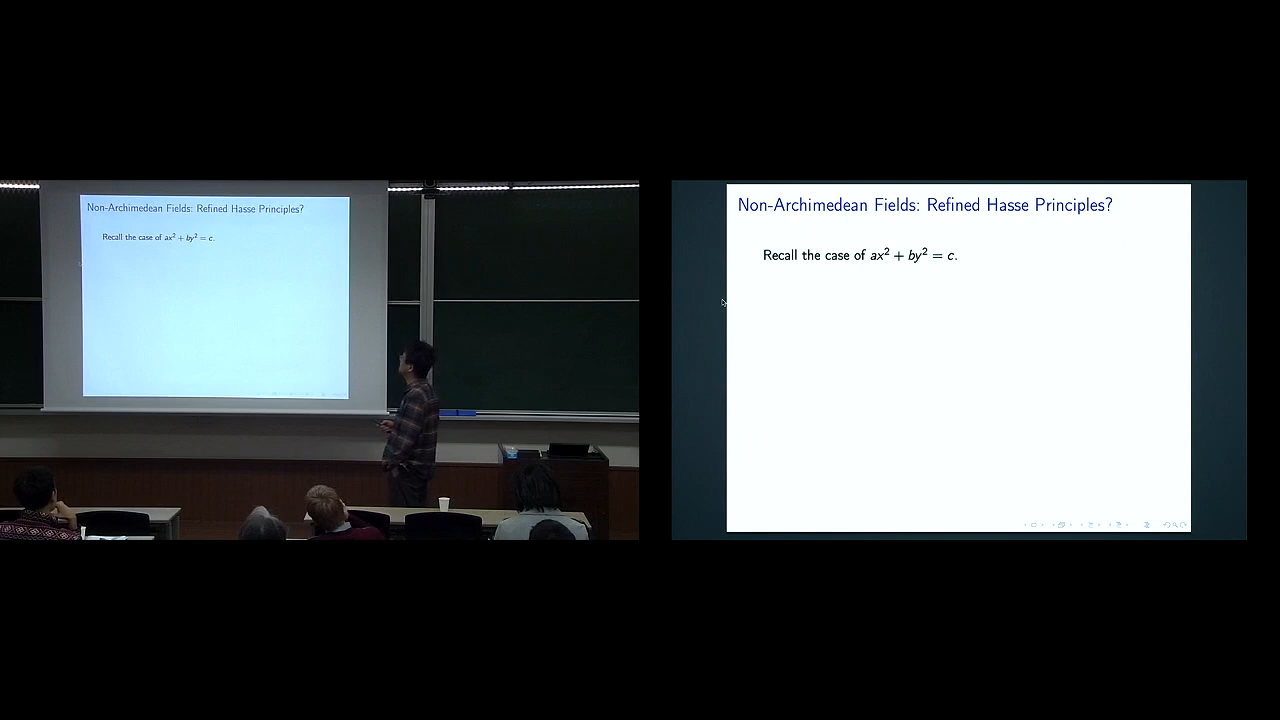 Non-Archimedean Fields: Refined Hasse Principles?
Recall the case of ax² + by² = c.
Non-Archimedean Fields: Refined Hasse Principles?
Recall the case of ax² + by² = c.